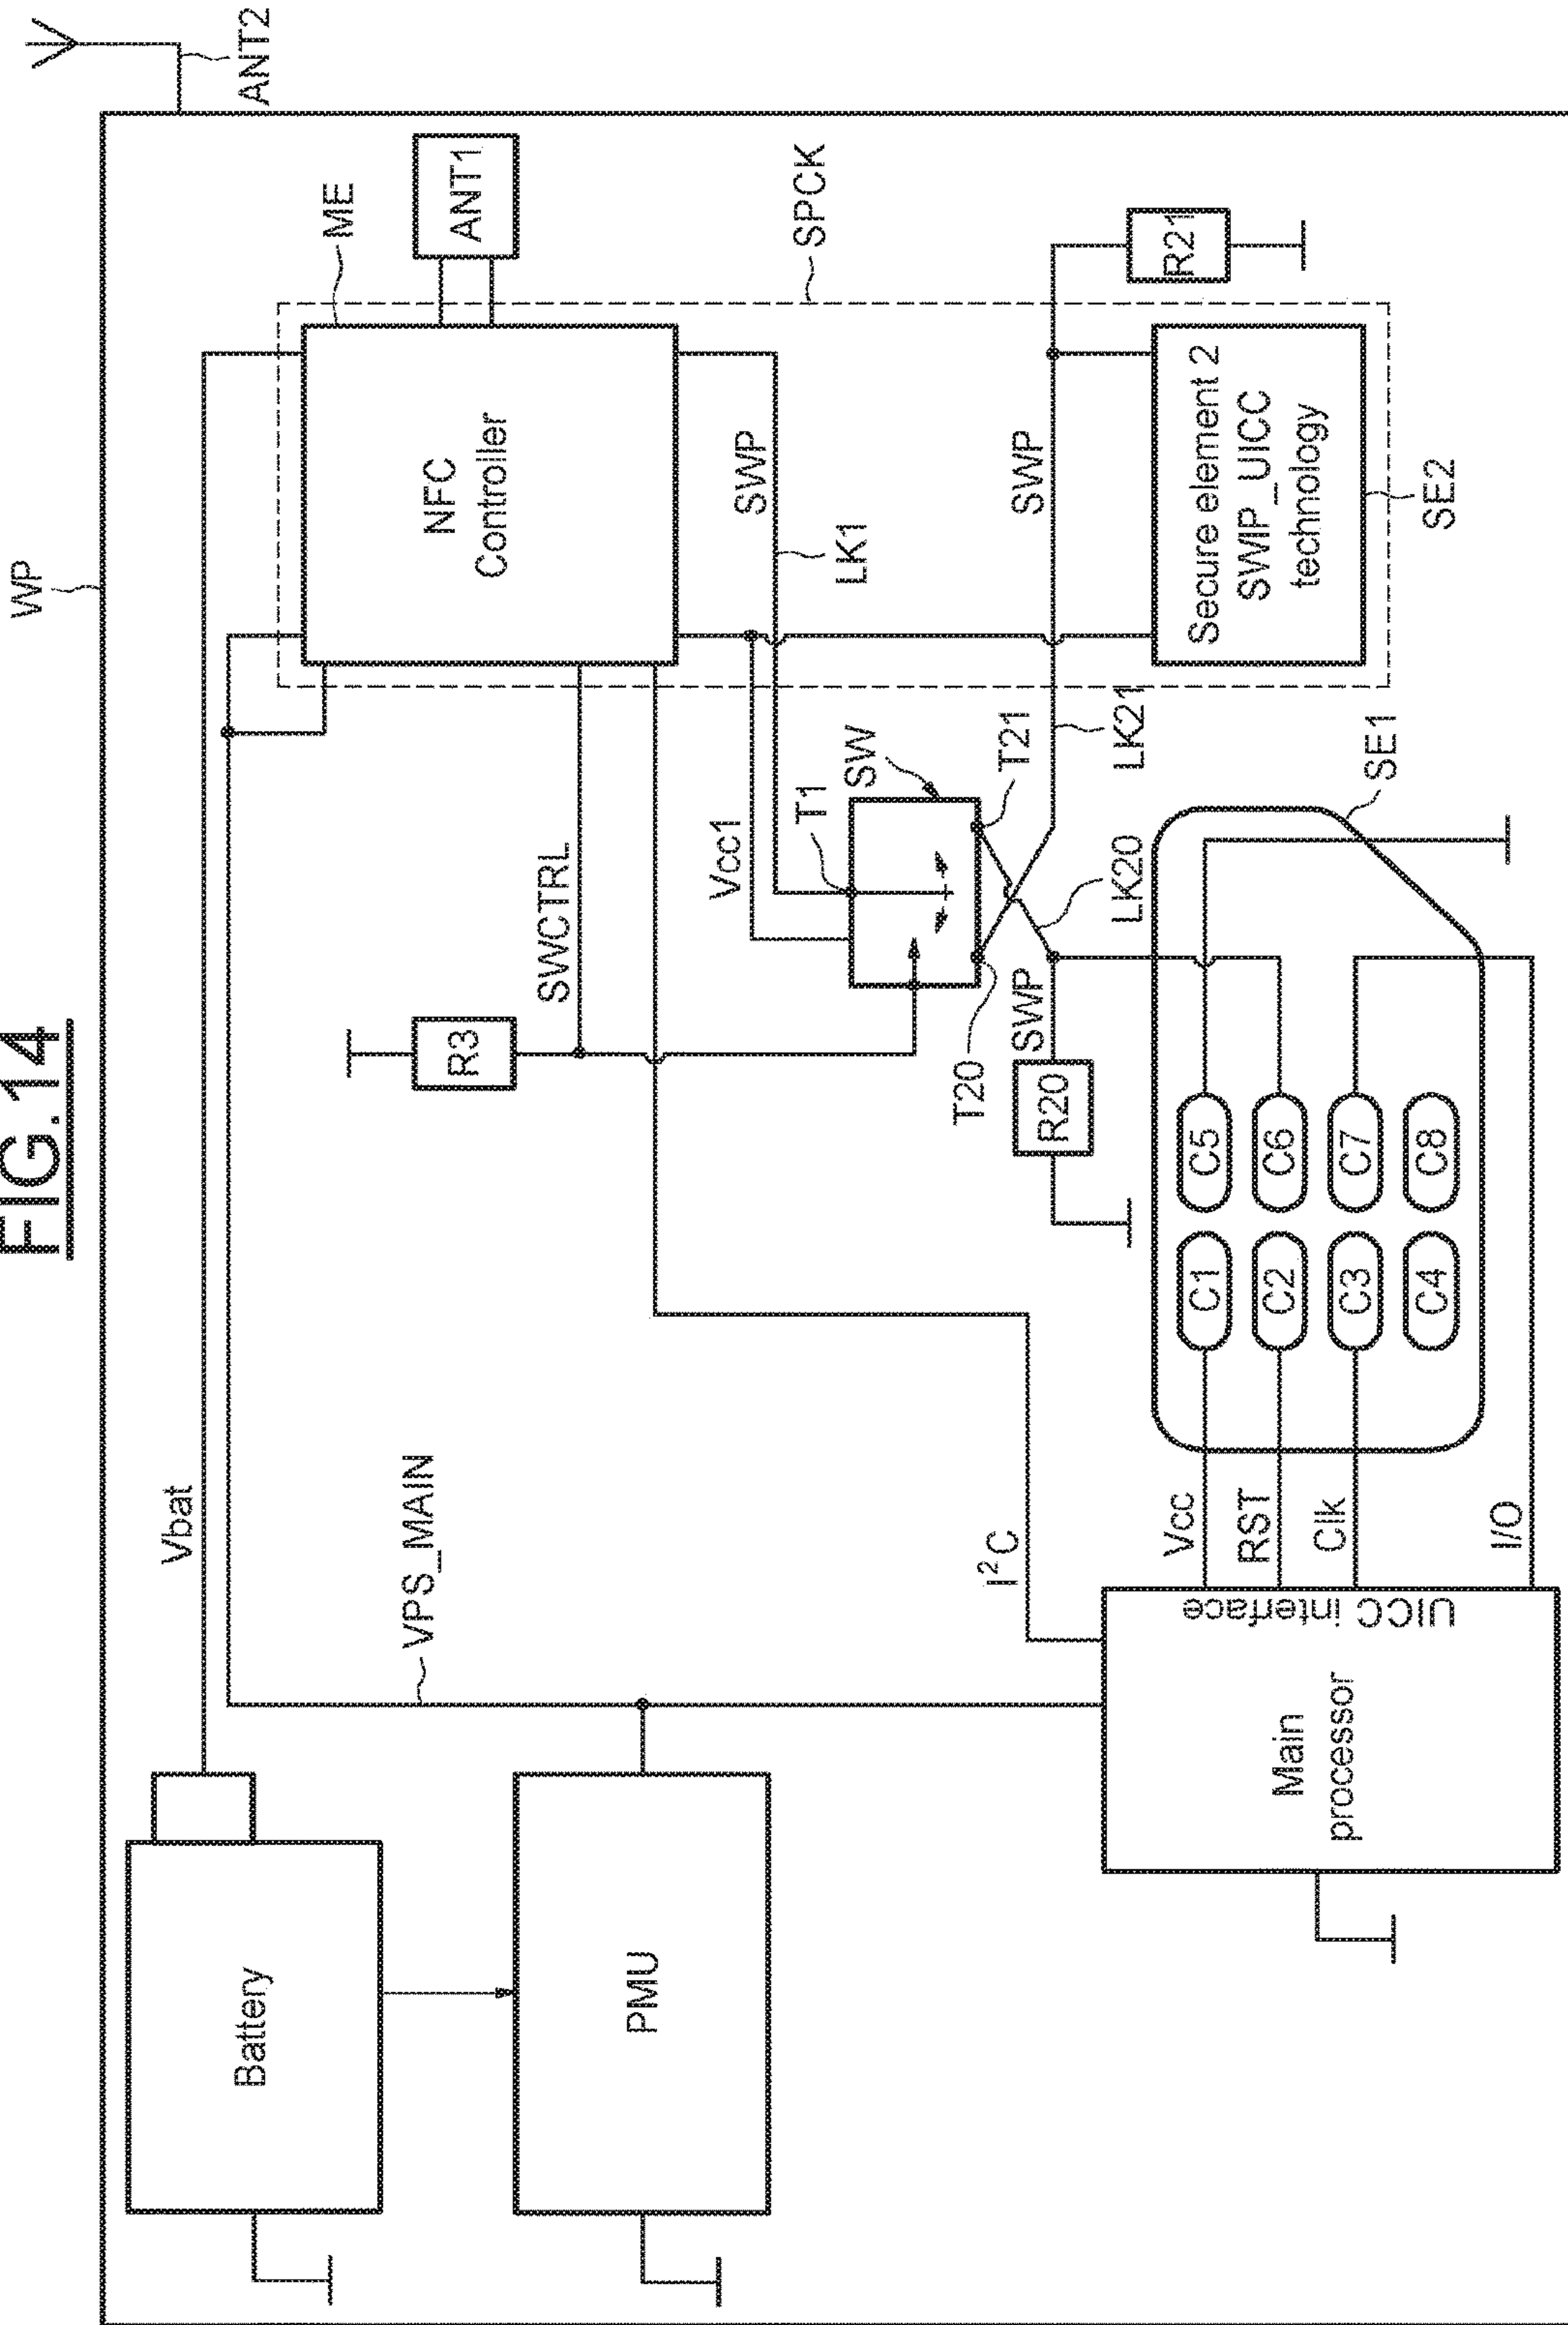 FIG.14
WP
ANT2
Vbat
VPS_MAIN
Battery
PMU
ME
ANT1
NFC
Controller
SPCK
R3
SWCTRL
Vcc1
SWP
LK1
T1
SW
T20
T21
SWP
R20
LK20
LK21
SWP
R21
Secure element 2
SWIP_UICC
technology
SE2
SE1
I²C
Main
processor
UICC interface
Vcc
RST
Clk
I/O
C1
C5
C2
C6
C3
C7
C4
C8